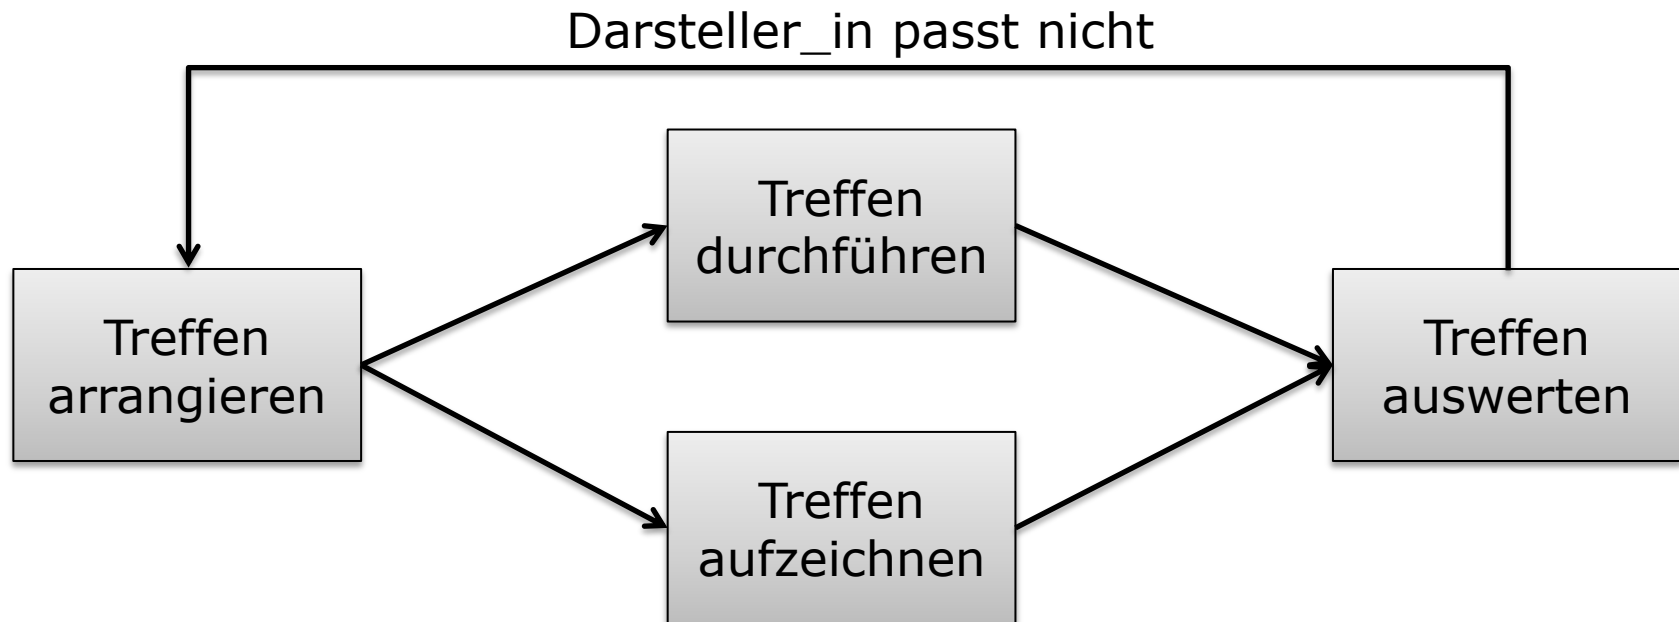 Darsteller_in passt nicht
Treffen
durchführen
Treffen
arrangieren
Treffen
auswerten
Treffen
aufzeichnen